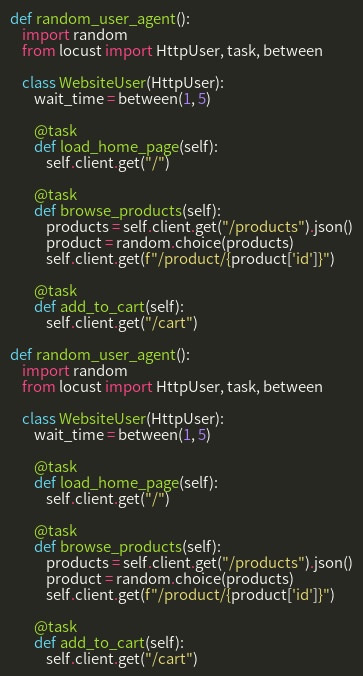 def random_user_agent():
import random
from locust import HttpUser, task, between
class WebsiteUser(HttpUser):
wait_time = between(1, 5)
@task
def load_home_page(self):
self.client.get("/")
@task
def browse_products(self):
products = self.client.get("/products").json()
product = random.choice(products)
self.client.get(f"/product/{product['id']}")
@task
def add_to_cart(self):
self.client.get("/cart")
def random_user_agent():
import random
from locust import HttpUser, task, between
class WebsiteUser(HttpUser):
wait_time = between(1, 5)
@task
def load_home_page(self):
self.client.get("/")
@task
def browse_products(self):
products = self.client.get("/products").json()
product = random.choice(products)
self.client.get(f"/product/{product['id']}")
@task
def add_to_cart(self):
self.client.get("/cart")